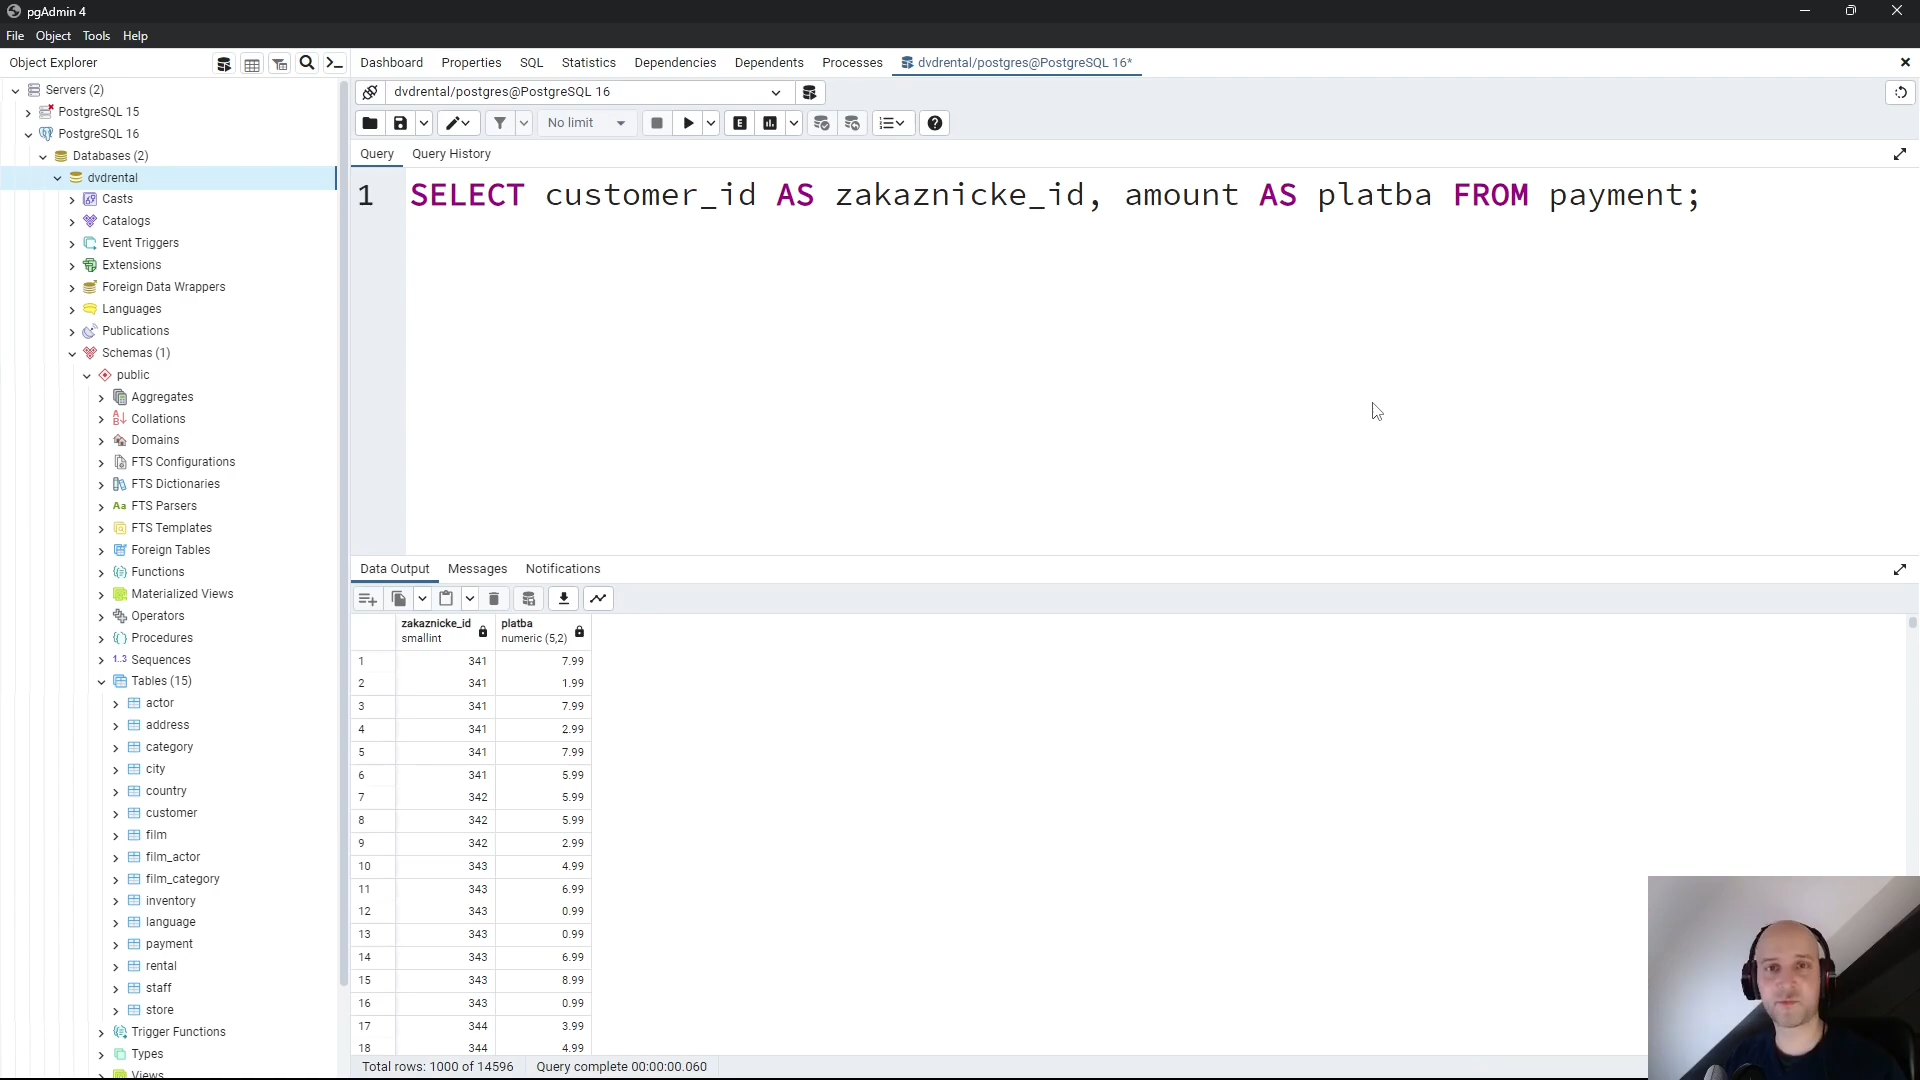 pgAdmin 4
File Object Tools Help
Object Explorer
Dashboard Properties SQL Statistics Dependencies Dependents Processes dvdrental/postgres@PostgreSQL 16*
Servers (2)
PostgreSQL 15
PostgreSQL 16
Databases (2)
dvdrental
Casts
Catalogs
Event Triggers
Extensions
Foreign Data Wrappers
Languages
Publications
Schemas (1)
public
Aggregates
Collations
Domains
FTS Configurations
FTS Dictionaries
Aa FTS Parsers
FTS Templates
Foreign Tables
Functions
Materialized Views
Operators
Procedures
1..3 Sequences
Tables (15)
actor
address
category
city
country
customer
film
film_actor
film_category
inventory
language
payment
rental
staff
store
Trigger Functions
Types
Views
dvdrental/postgres@PostgreSQL 16
No limit
E
Query Query History
1 SELECT customer_id AS zakaznicke_id, amount AS platba FROM payment;
Data Output Messages Notifications
zakaznicke_id platba
smallint numeric (5,2)
1 341 7.99
2 341 1.99
3 341 7.99
4 341 2.99
5 341 7.99
6 341 5.99
7 342 5.99
8 342 5.99
9 342 2.99
10 343 4.99
11 343 6.99
12 343 0.99
13 343 0.99
14 343 6.99
15 343 8.99
16 343 0.99
17 344 3.99
18 344 4.99
Total rows: 1000 of 14596 Query complete 00:00:00.060